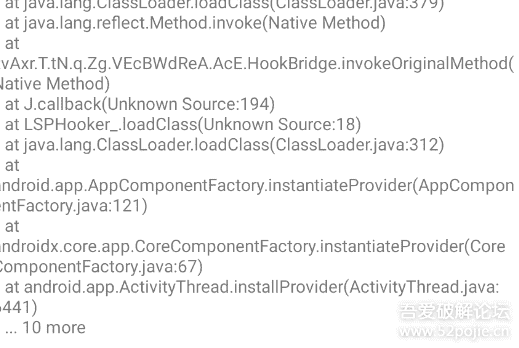 at java.lang.ClassLoader.loadClass(ClassLoader.java:379)
at java.lang.reflect.Method.invoke(Native Method)
at
vAxr.T.tN.q.Zg.VEcBWdReA.AcE.HookBridge.invokeOriginalMethod(
Native Method)
at J.callback(Unknown Source:194)
at LSPHooker_.loadClass(Unknown Source:18)
at java.lang.ClassLoader.loadClass(ClassLoader.java:312)
at
android.app.AppComponentFactory.instantiateProvider(AppCompon
entFactory.java:121)
at
androidx.core.app.CoreComponentFactory.instantiateProvider(Core
ComponentFactory.java:67)
at android.app.ActivityThread.installProvider(ActivityThread.java:
6441)
... 10 more
吾爱破解论坛
www.52pojie.cn